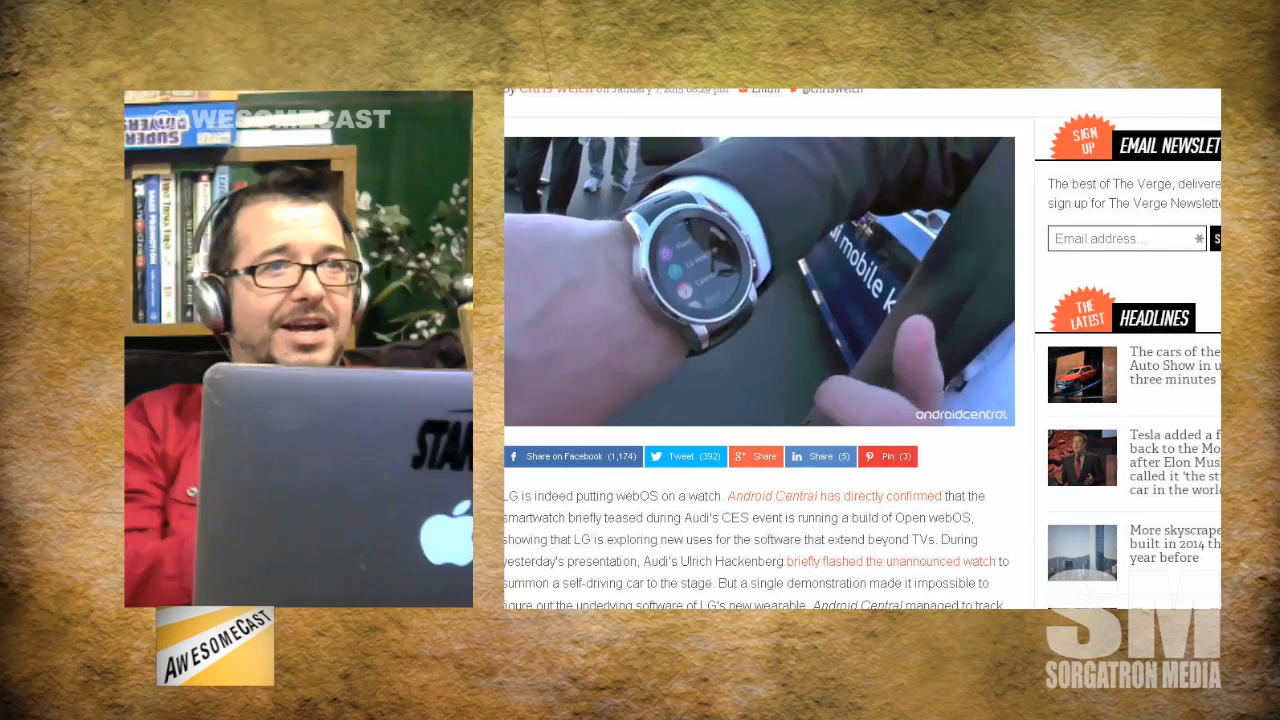 @AWESOMECAST
SUPER
by Chris Welch on January 7, 2015 08:29 pm Email @chriswelch
mobile k
androidcentral
Share on Facebook (1,174) Tweet (392) Share Share (5) Pin (3)
LG is indeed putting webOS on a watch. Android Central has directly confirmed that the
smartwatch briefly teased during Audi's CES event is running a build of Open webOS,
showing that LG is exploring new uses for the software that extend beyond TVs. During
yesterday's presentation, Audi's Ulrich Hackenberg briefly flashed the unannounced watch to
summon a self-driving car to the stage. But a single demonstration made it impossible to
figure out the underlying software of LG's new wearable. Android Central managed to track
SIGN
UP
EMAIL NEWSLET
The best of The Verge, delivere
sign up for The Verge Newslette
Email address...
S
THE
LATEST
HEADLINES
The cars of the
Auto Show in u
three minutes
Tesla added a f
back to the Mo
after Elon Mus
called it 'the st
car in the world
More skyscrape
built in 2014 th
year before
STAR
AWESOMECAST
SM
SORGATRON MEDIA